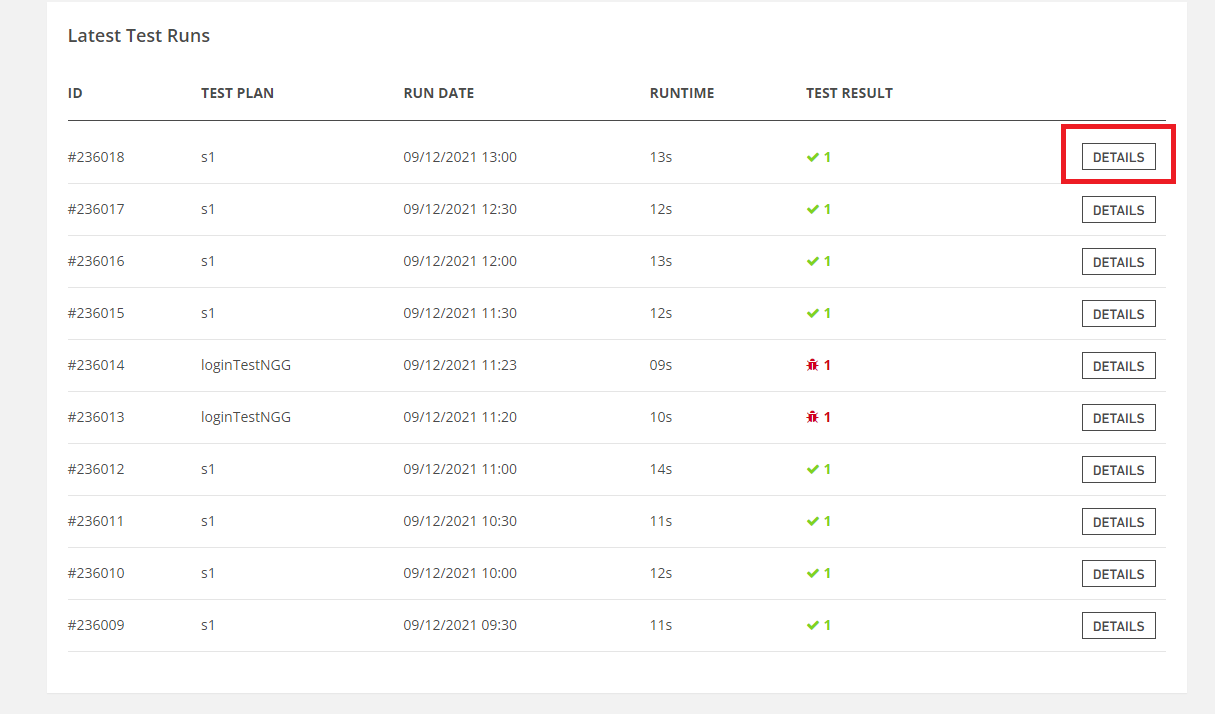 Latest Test Runs
ID TEST PLAN RUN DATE RUNTIME TEST RESULT
#236018 s1 09/12/2021 13:00 13s 1 DETAILS
#236017 s1 09/12/2021 12:30 12s 1 DETAILS
#236016 s1 09/12/2021 12:00 13s 1 DETAILS
#236015 s1 09/12/2021 11:30 12s 1 DETAILS
#236014 loginTestNGG 09/12/2021 11:23 09s 1 DETAILS
#236013 loginTestNGG 09/12/2021 11:20 10s 1 DETAILS
#236012 s1 09/12/2021 11:00 14s 1 DETAILS
#236011 s1 09/12/2021 10:30 11s 1 DETAILS
#236010 s1 09/12/2021 10:00 12s 1 DETAILS
#236009 s1 09/12/2021 09:30 11s 1 DETAILS